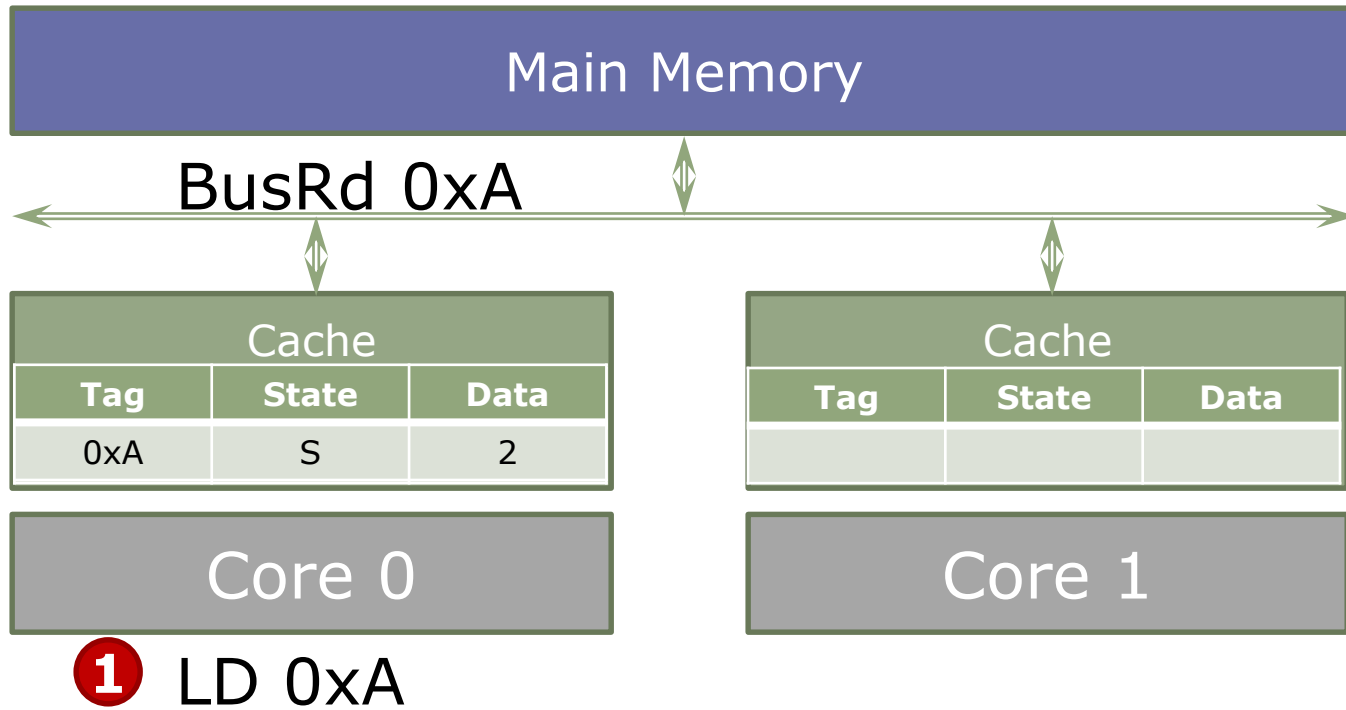 Main Memory
BusRd 0xA
Cache
Tag State Data
0xA S 2
Cache
Tag State Data
Core 0
Core 1
1 LD 0xA